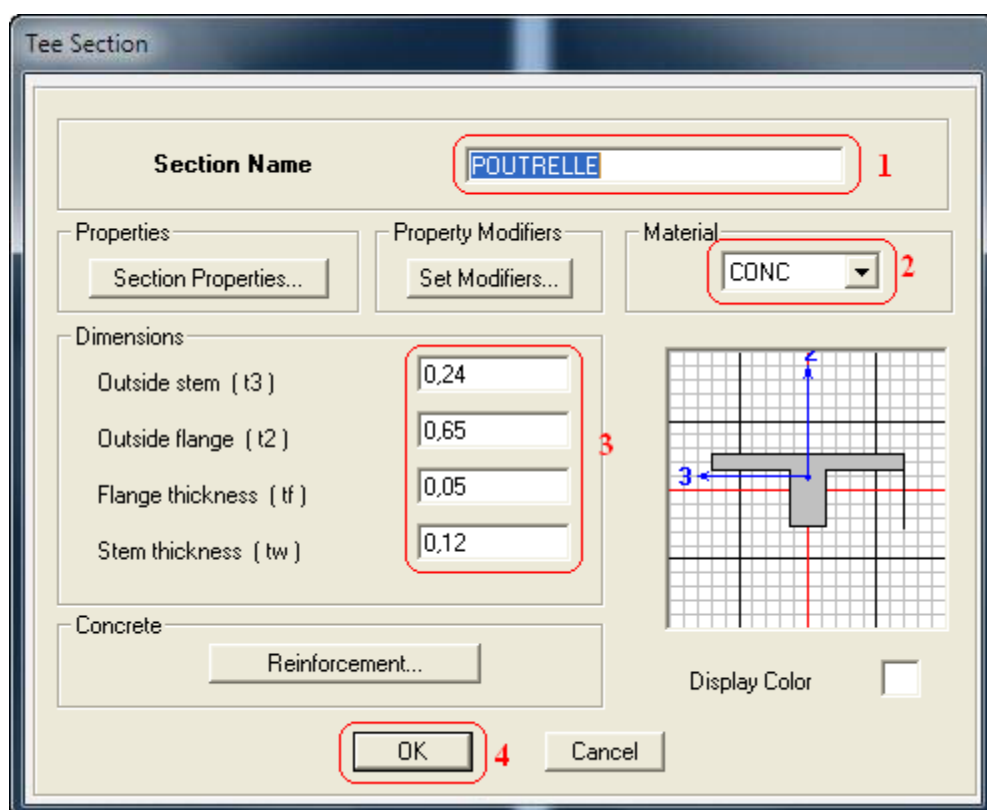 Tee Section
Section Name POUTRELLE 1
Properties Property Modifiers Material
Section Properties... Set Modifiers... CONC 2
Dimensions
Outside stem ( t3 ) 0,24
Outside flange ( t2 ) 0,65
Flange thickness ( tf ) 0,05
Stem thickness ( tw ) 0,12
3
2
3
Concrete
Reinforcement...
Display Color
OK 4 Cancel